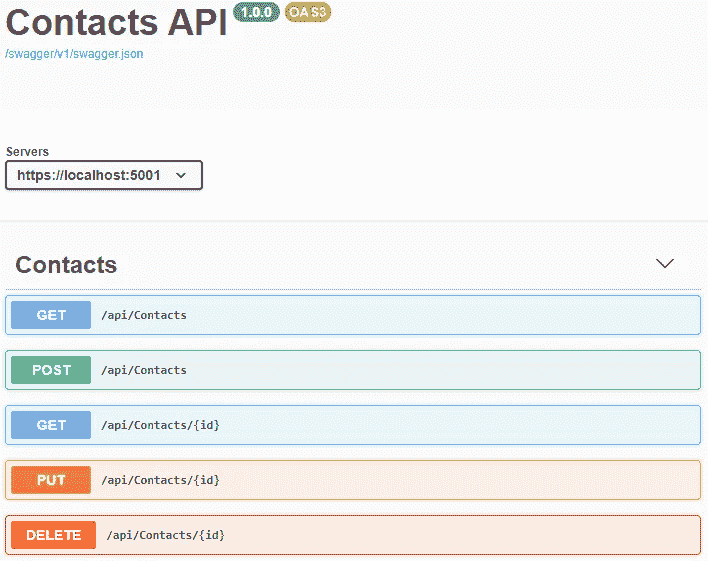 Contacts API 1.0.0 OAS3
/swagger/v1/swagger.json
Servers
https://localhost:5001
Contacts
GET /api/Contacts
POST /api/Contacts
GET /api/Contacts/{id}
PUT /api/Contacts/{id}
DELETE /api/Contacts/{id}